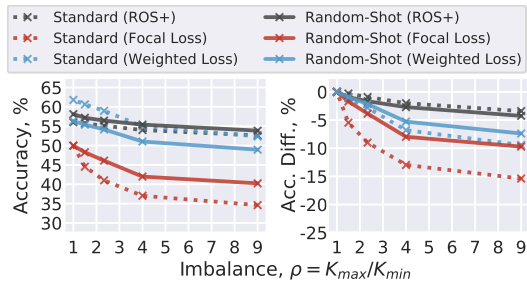 Standard (ROS+) Random-Shot (ROS+)
Standard (Focal Loss) Random-Shot (Focal Loss)
Standard (Weighted Loss) Random-Shot (Weighted Loss)
Accuracy, %
65
60
55
50
45
40
35
30
1 2 3 4 5 6 7 8 9
Acc. Diff., %
0
-5
-10
-15
-20
-25
1 2 3 4 5 6 7 8 9
Imbalance, ρ = K_max/K_min